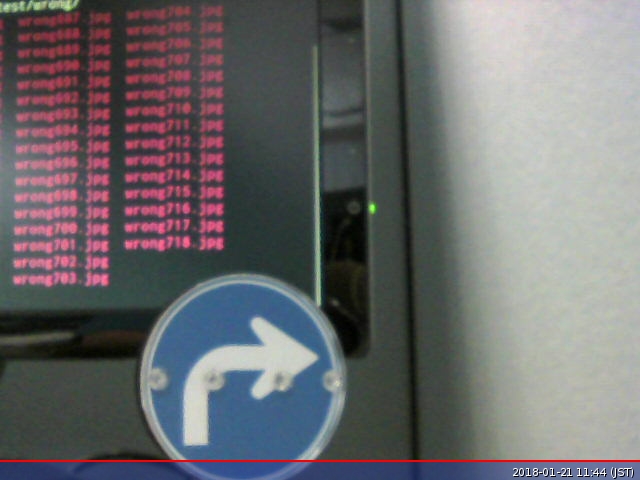 test/wrong/
wrong687.jpg wrong704.jpg
wrong688.jpg wrong705.jpg
wrong689.jpg wrong706.jpg
wrong690.jpg wrong707.jpg
wrong691.jpg wrong708.jpg
wrong692.jpg wrong709.jpg
wrong693.jpg wrong710.jpg
wrong694.jpg wrong711.jpg
wrong695.jpg wrong712.jpg
wrong696.jpg wrong713.jpg
wrong697.jpg wrong714.jpg
wrong698.jpg wrong715.jpg
wrong699.jpg wrong716.jpg
wrong700.jpg wrong717.jpg
wrong701.jpg wrong718.jpg
wrong702.jpg
wrong703.jpg
2018-01-21 11:44 (JST)